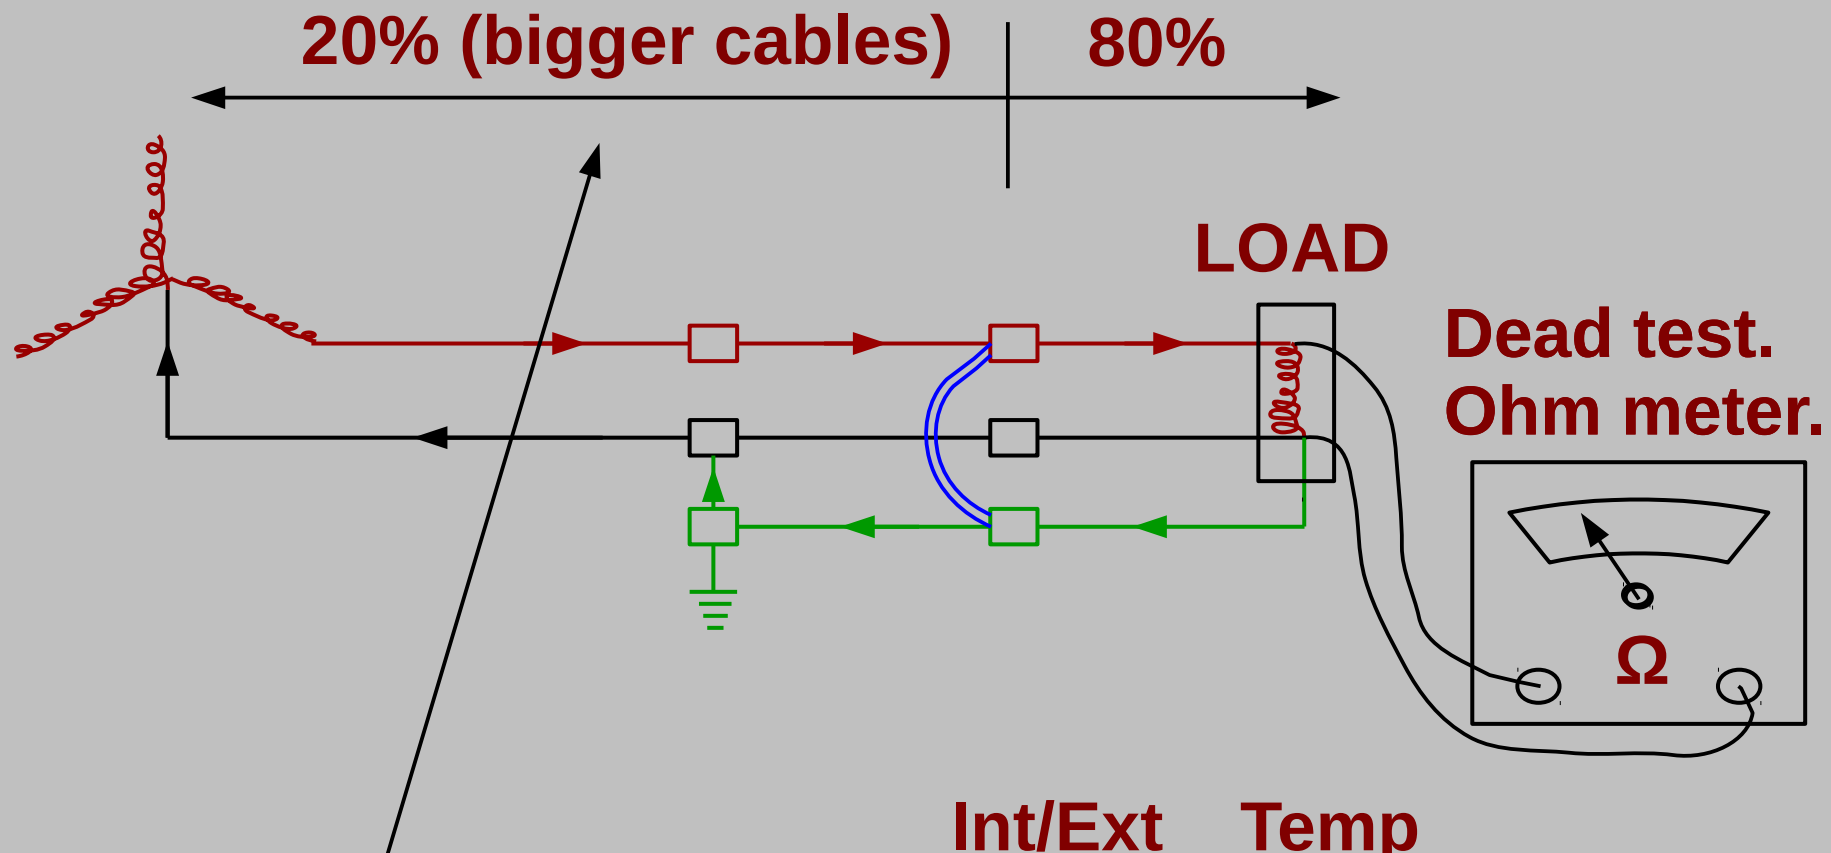 20% (bigger cables) 80%
LOAD
Dead test.
Ohm meter.
Ω
Int/Ext Temp